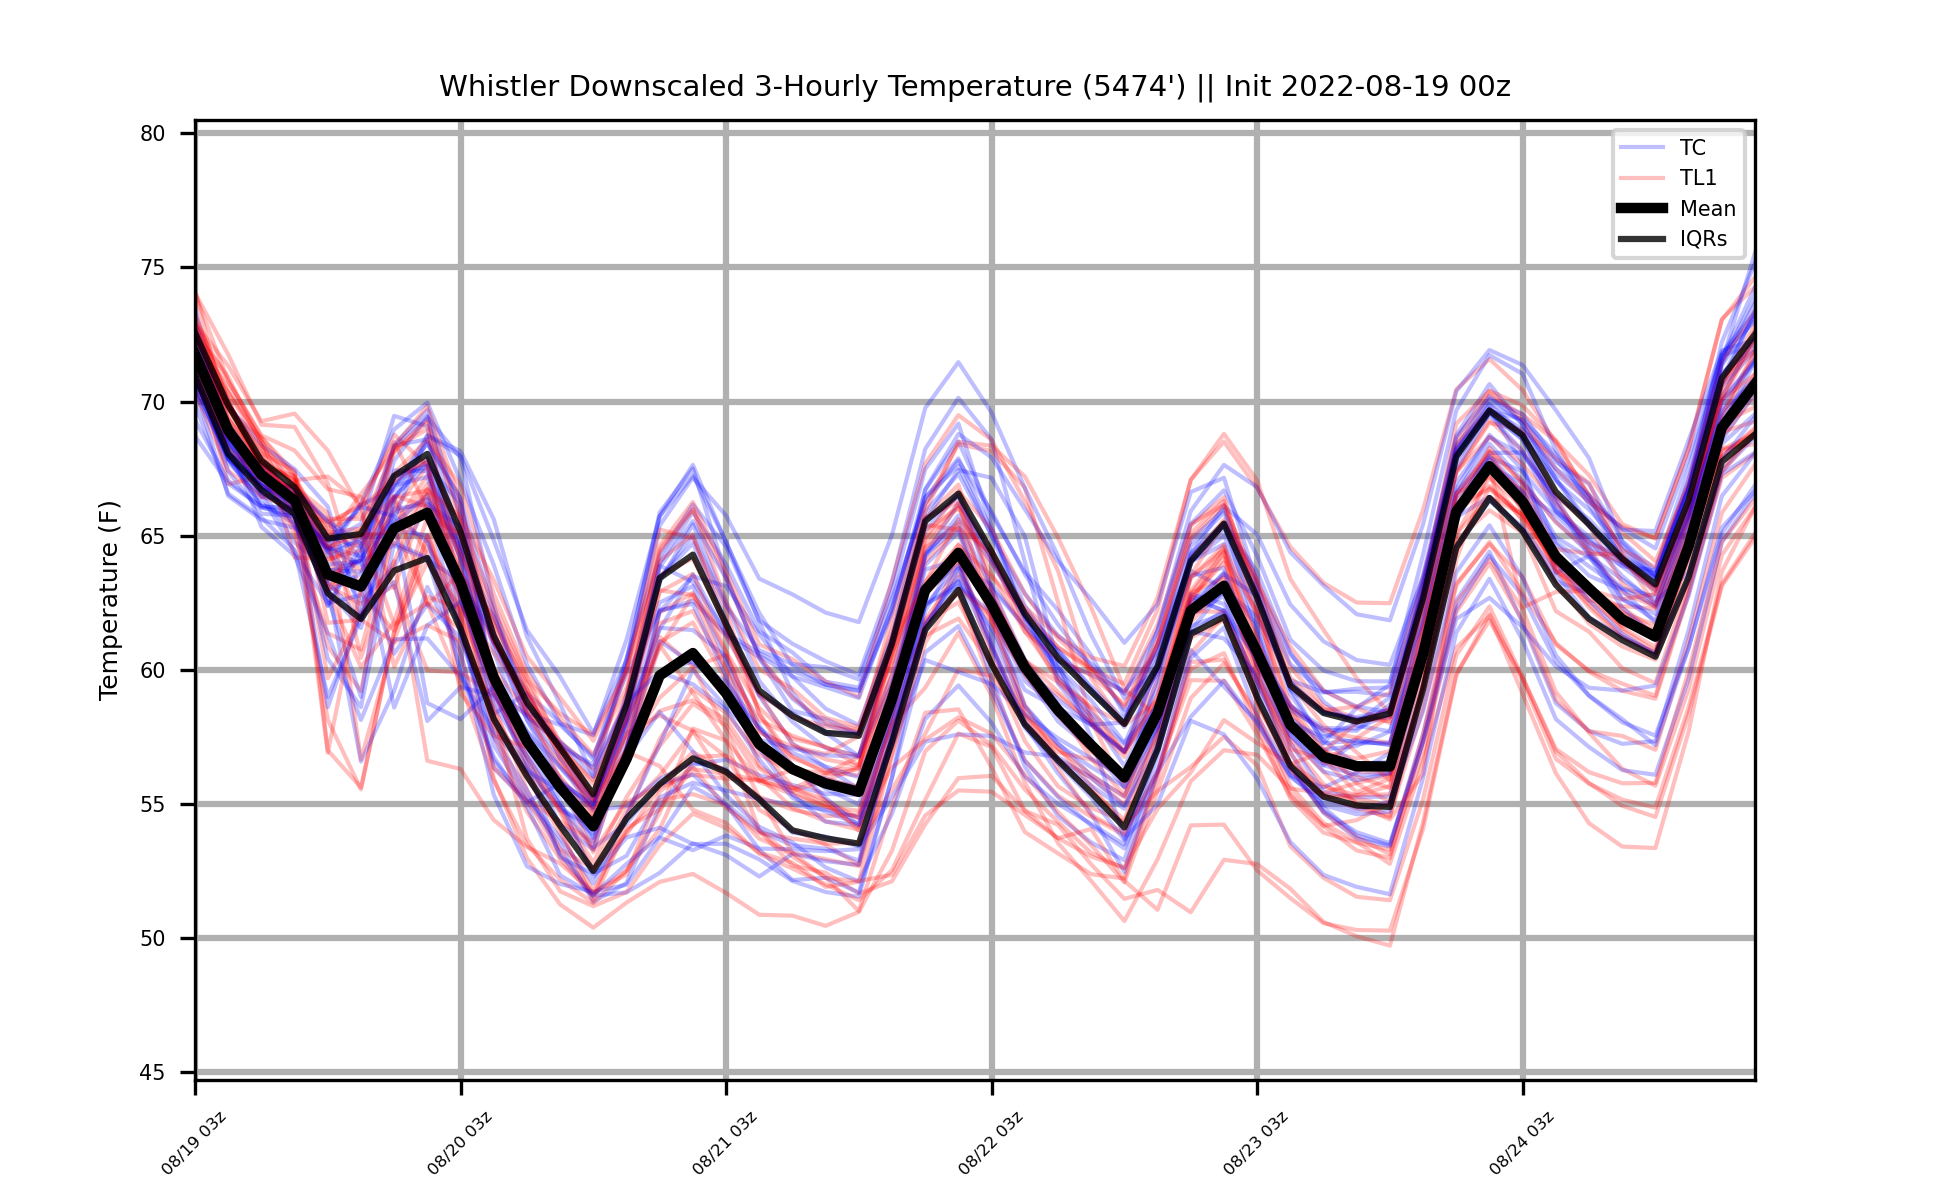 Whistler Downscaled 3-Hourly Temperature (5474') || Init 2022-08-19 00z
TC
TL1
Mean
IQRs
Temperature (F)
80
75
70
65
60
55
50
45
08/19 03z
08/20 03z
08/21 03z
08/22 03z
08/23 03z
08/24 03z